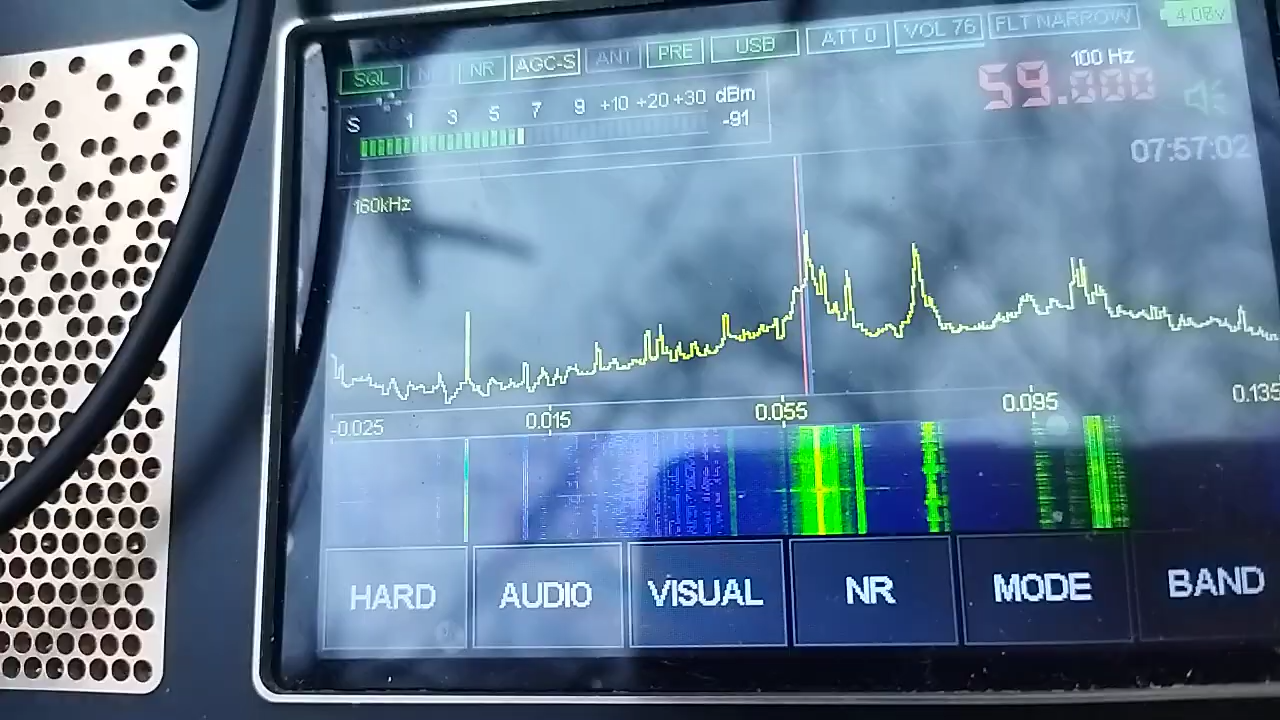 SQL NR AGC-S ANT PRE USB ATT 0 VOL 76 FLT NARROW 4.08v
S 1 3 5 7 9 +10 +20 +30 dBm
-91
100 Hz
59.000
07:57:02
160kHz
-0.025 0.015 0.055 0.095 0.135
HARD AUDIO VISUAL NR MODE BAND